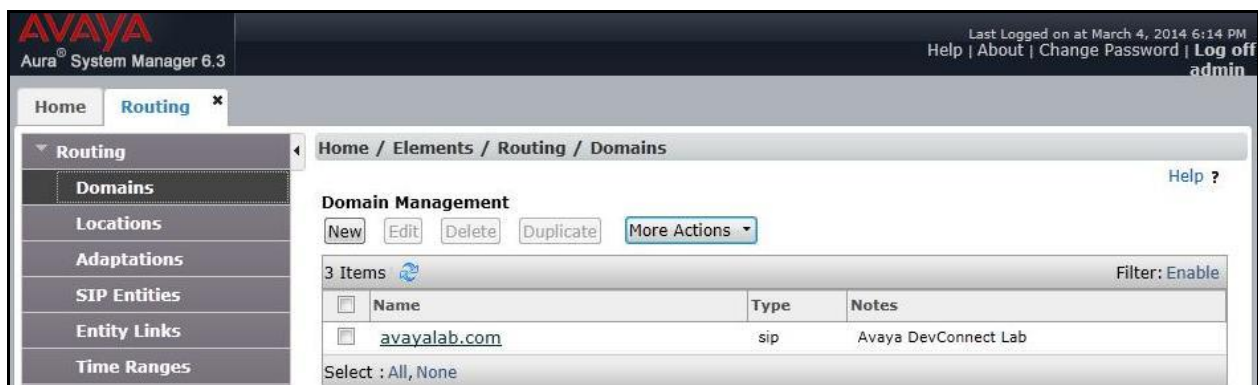 AVAYA
Aura® System Manager 6.3
Last Logged on at March 4, 2014 6:14 PM
Help | About | Change Password | Log off
admin
Home
Routing ×
Routing
Domains
Locations
Adaptations
SIP Entities
Entity Links
Time Ranges
Home / Elements / Routing / Domains
Help ?
Domain Management
New Edit Delete Duplicate More Actions
3 Items Filter: Enable
Name Type Notes
avayalab.com sip Avaya DevConnect Lab
Select : All, None